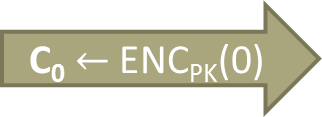 C₀ ← ENC_PK(0)